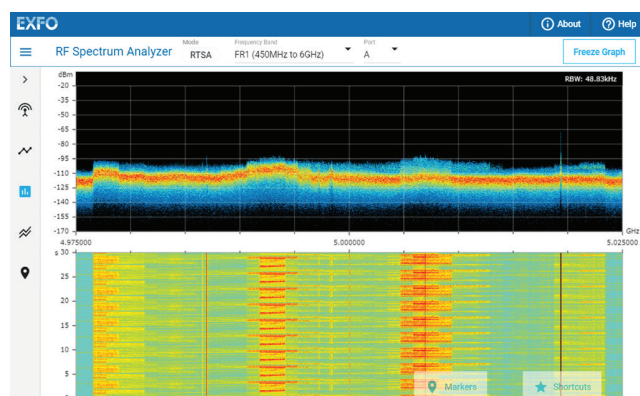 EXFO
About
Help
RF Spectrum Analyzer
Mode
RTSA
Frequency Band
FR1 (450MHz to 6GHz)
Port
A
Freeze Graph
dBm
RBW: 48.83kHz
-20
-35
-50
-65
-80
-95
-110
-125
-140
-155
-170
GHz
4.975000
5.000000
5.025000
s 30
25
20
15
10
5
Markers
Shortcuts